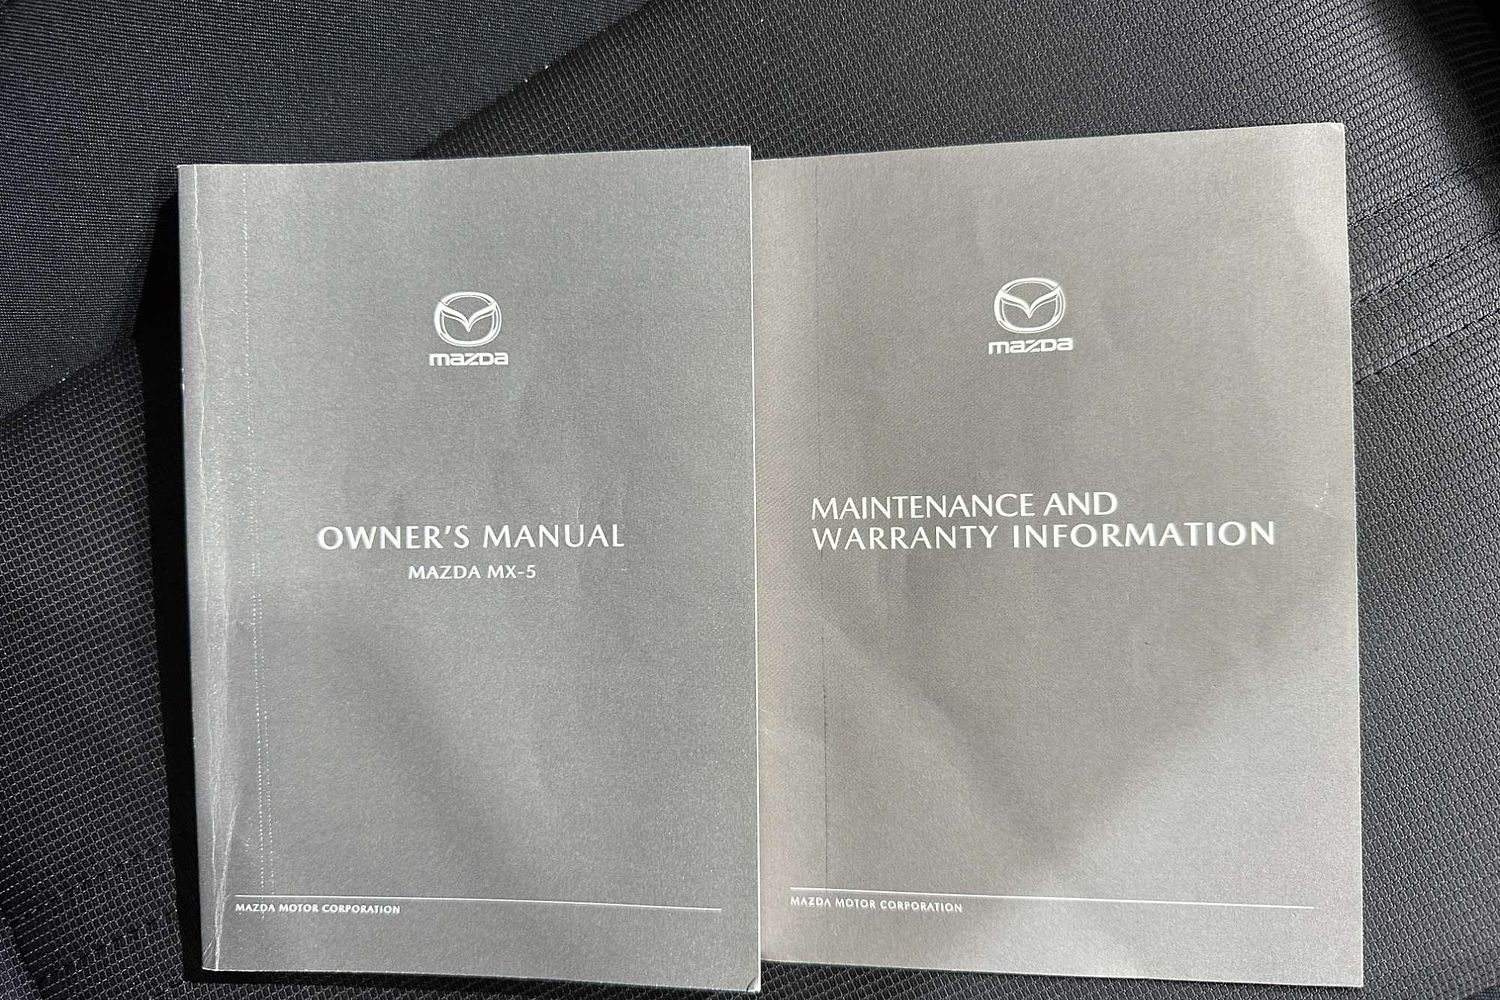 mazda
OWNER'S MANUAL
MAZDA MX-5
MAZDA MOTOR CORPORATION
mazda
MAINTENANCE AND
WARRANTY INFORMATION
MAZDA MOTOR CORPORATION